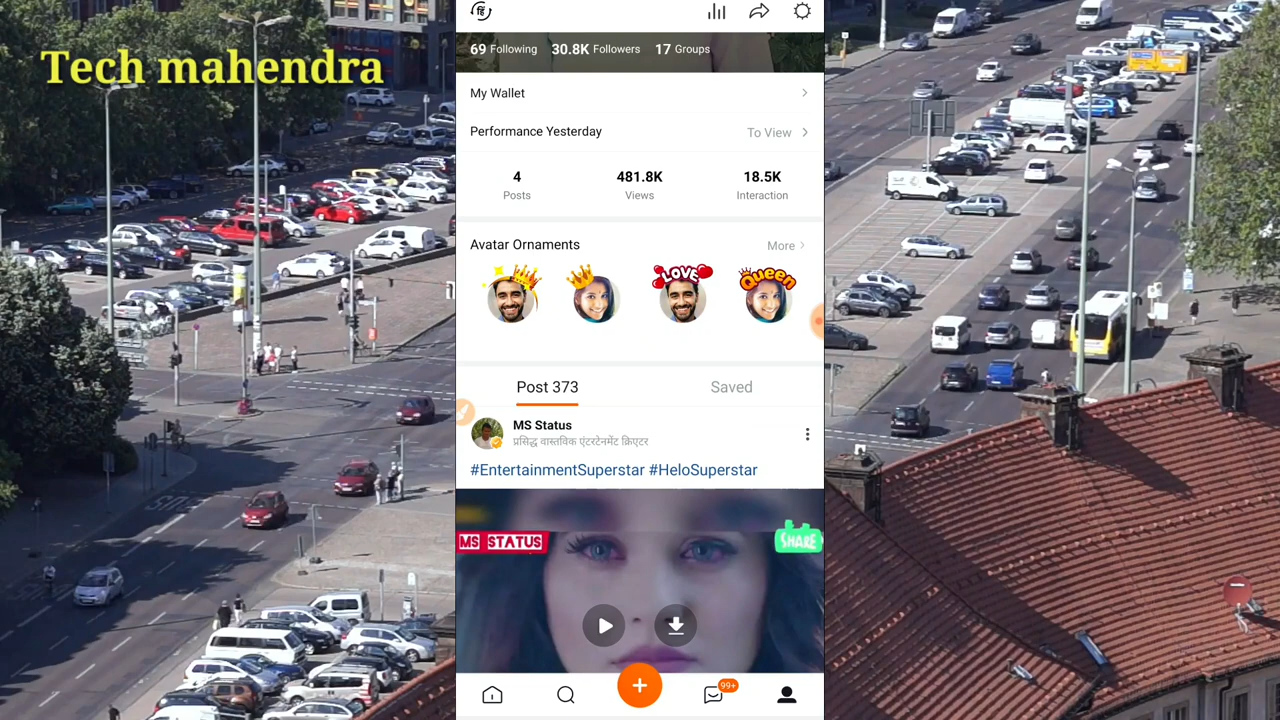 Tech mahendra
हि
69 Following 30.8K Followers 17 Groups
My Wallet
Performance Yesterday To View
4 481.8K 18.5K
Posts Views Interaction
Avatar Ornaments More
LOVE Queen
Post 373 Saved
MS Status
प्रसिद्ध वास्तविक एंटरटेनमेंट क्रिएटर
#EntertainmentSuperstar #HeloSuperstar
MS STATUS SHARE
99+